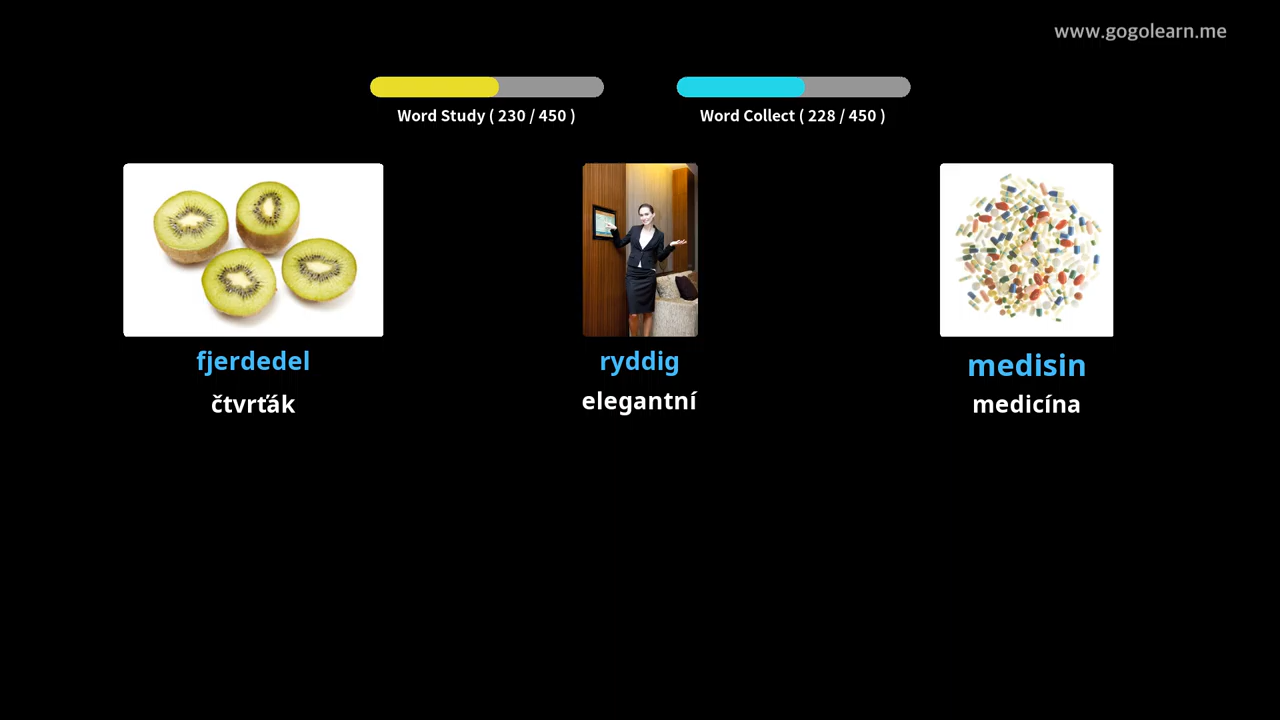 www.gogolearn.me
Word Study ( 230 / 450 )
Word Collect ( 228 / 450 )
fjerdedel
ryddig
medisin
čtvrťák
elegantní
medicína